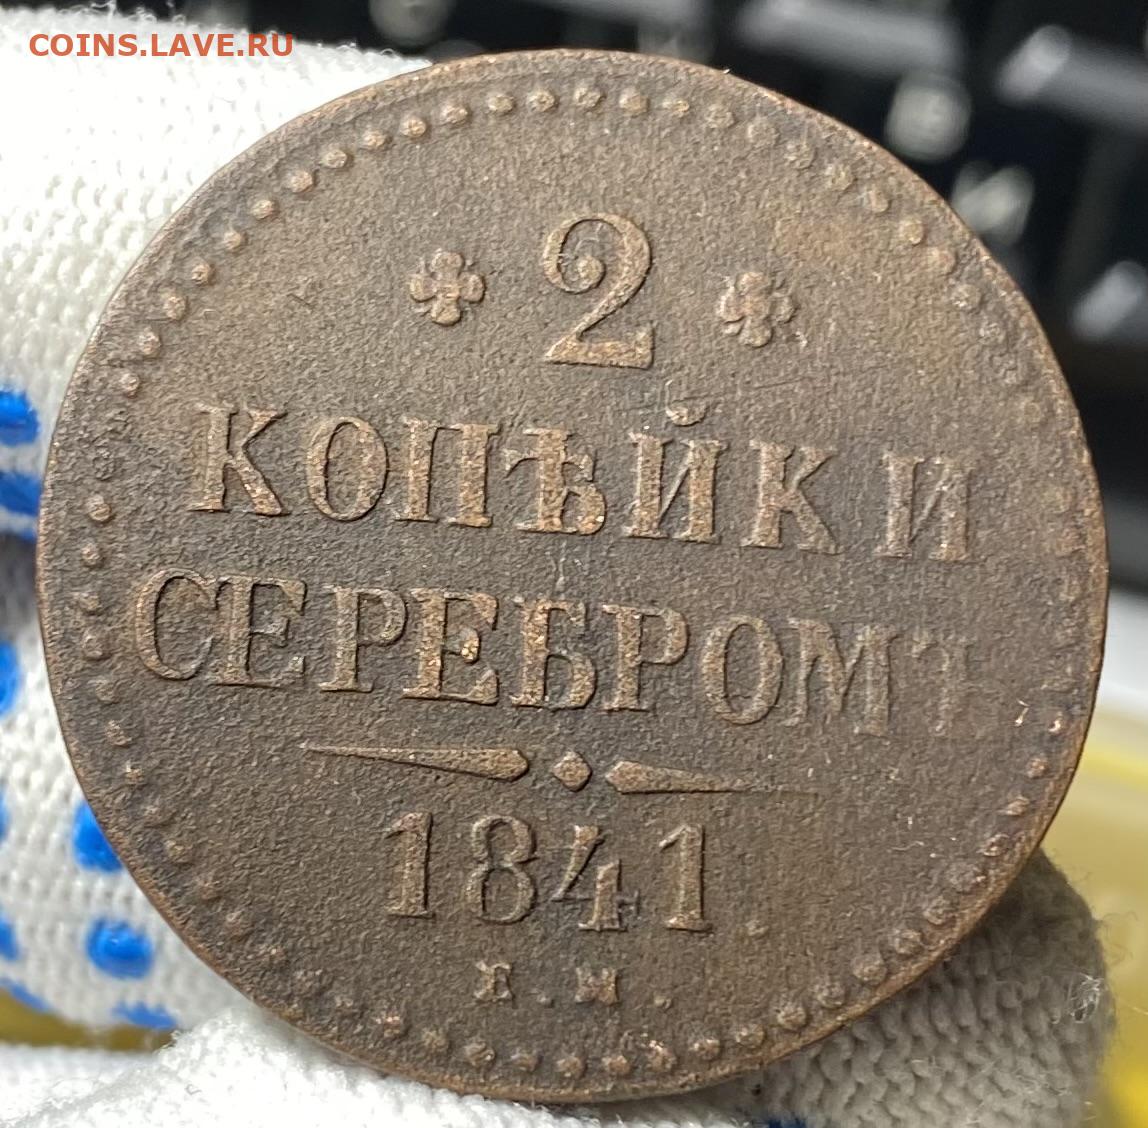 COINS.LAVE.RU
2
КОПѢЙКИ
СЕРЕБРОМЪ
1841
Е.М.